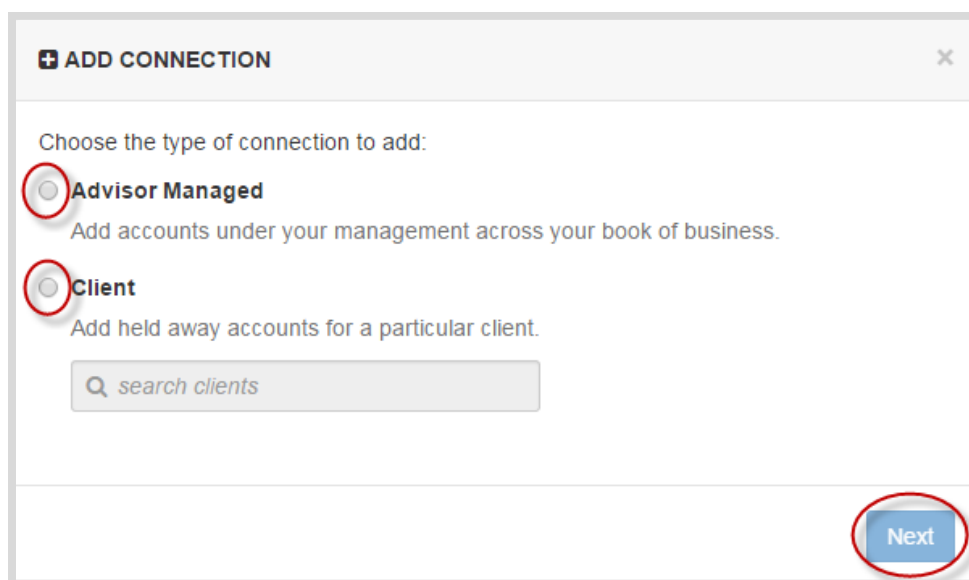 ADD CONNECTION
Choose the type of connection to add:
Advisor Managed
Add accounts under your management across your book of business.
Client
Add held away accounts for a particular client.
search clients
Next